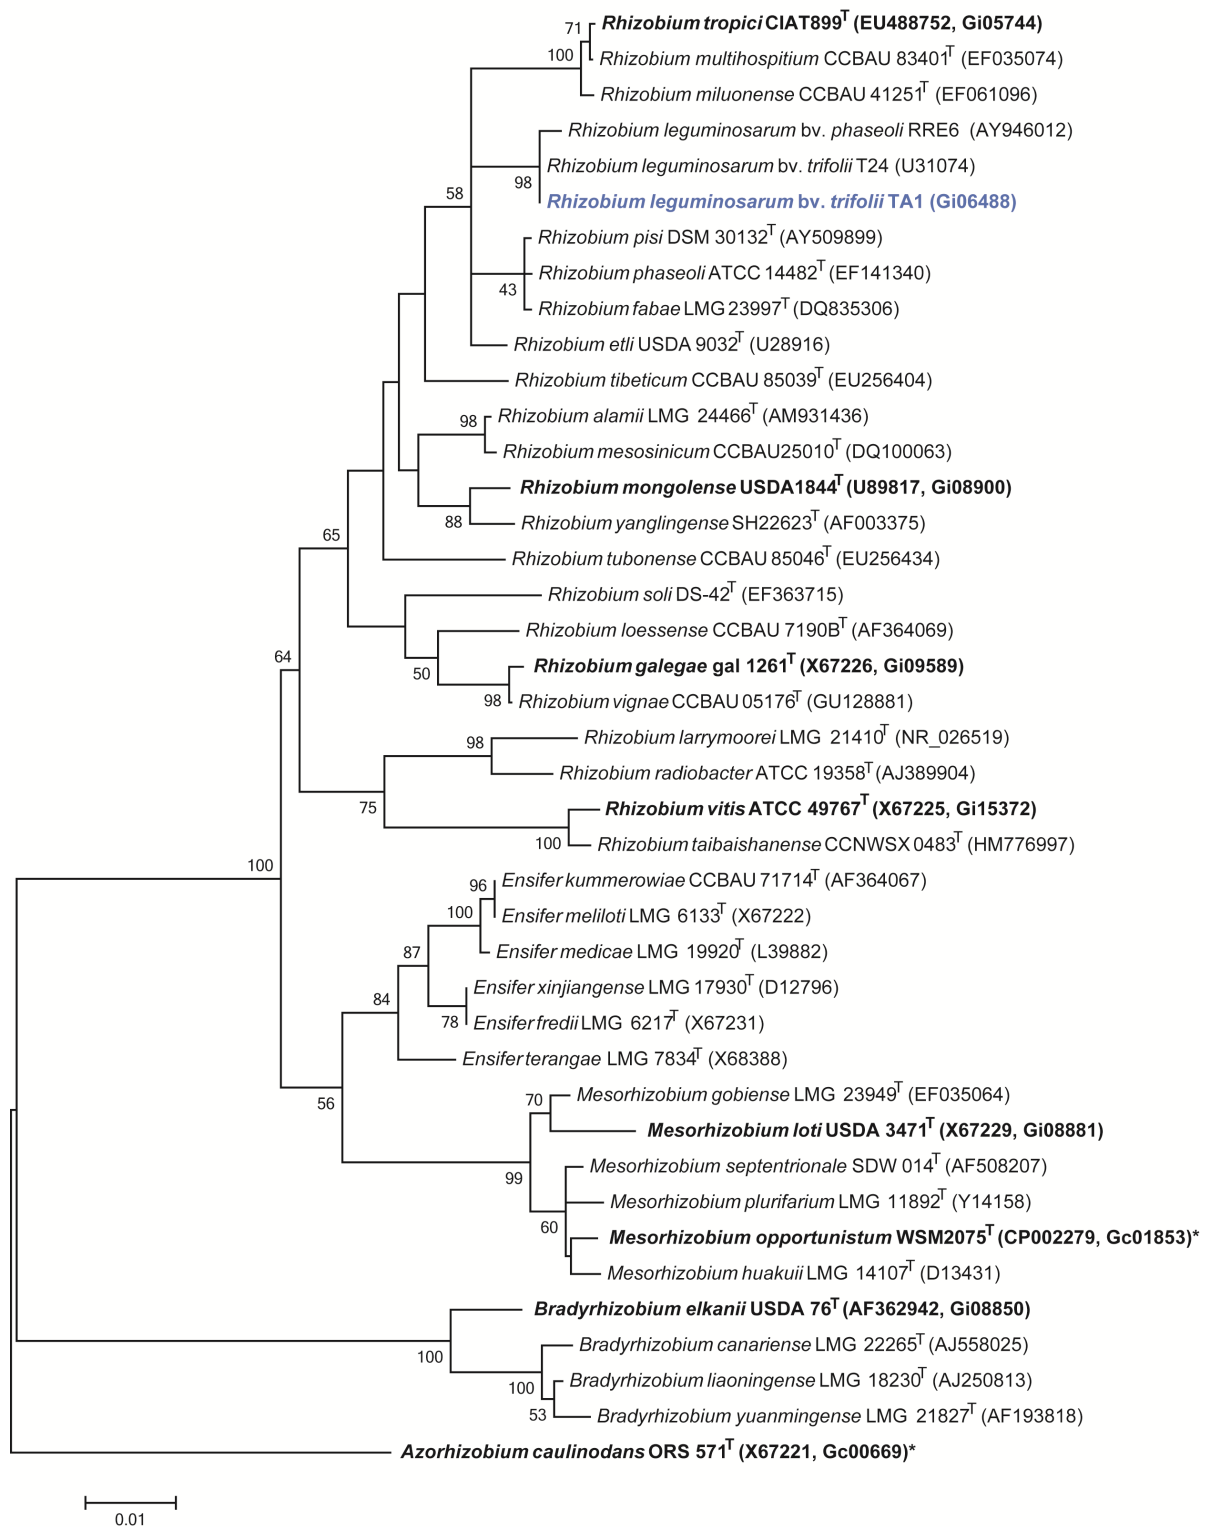 Rhizobium tropici CIAT899T (EU488752, Gi05744)
71
100
Rhizobium multihospitium CCBAU 83401T (EF035074)
Rhizobium miluonense CCBAU 41251T (EF061096)
Rhizobium leguminosarum bv. phaseoli RRE6 (AY946012)
Rhizobium leguminosarum bv. trifolii T24 (U31074)
98
58
Rhizobium leguminosarum bv. trifolii TA1 (Gi06488)
Rhizobium pisi DSM 30132T (AY509899)
Rhizobium phaseoli ATCC 14482T (EF141340)
43
Rhizobium fabae LMG 23997T (DQ835306)
Rhizobium etli USDA 9032T (U28916)
Rhizobium tibeticum CCBAU 85039T (EU256404)
Rhizobium alamii LMG 24466T (AM931436)
98
Rhizobium mesosinicum CCBAU25010T (DQ100063)
Rhizobium mongolense USDA1844T (U89817, Gi08900)
88
Rhizobium yanglingense SH22623T (AF003375)
65
Rhizobium tubonense CCBAU 85046T (EU256434)
Rhizobium soli DS-42T (EF363715)
Rhizobium loessense CCBAU 7190BT (AF364069)
64
50
Rhizobium galegae gal 1261T (X67226, Gi09589)
98
Rhizobium vignae CCBAU 05176T (GU128881)
Rhizobium larrymoorei LMG 21410T (NR_026519)
98
Rhizobium radiobacter ATCC 19358T (AJ389904)
75
Rhizobium vitis ATCC 49767T (X67225, Gi15372)
100
Rhizobium taibaishanense CCNWSX 0483T (HM776997)
100
Ensifer kummerowiae CCBAU 71714T (AF364067)
96
100
Ensifer meliloti LMG 6133T (X67222)
Ensifer medicae LMG 19920T (L39882)
87
Ensifer xinjiangense LMG 17930T (D12796)
84
78
Ensifer fredii LMG 6217T (X67231)
Ensifer terangae LMG 7834T (X68388)
56
Mesorhizobium gobiense LMG 23949T (EF035064)
70
Mesorhizobium loti USDA 3471T (X67229, Gi08881)
99
Mesorhizobium septentrionale SDW 014T (AF508207)
Mesorhizobium plurifarium LMG 11892T (Y14158)
60
Mesorhizobium opportunistum WSM2075T (CP002279, Gc01853)*
Mesorhizobium huakuii LMG 14107T (D13431)
Bradyrhizobium elkanii USDA 76T (AF362942, Gi08850)
100
Bradyrhizobium canariense LMG 22265T (AJ558025)
100
Bradyrhizobium liaoningense LMG 18230T (AJ250813)
53
Bradyrhizobium yuanmingense LMG 21827T (AF193818)
Azorhizobium caulinodans ORS 571T (X67221, Gc00669)*
0.01